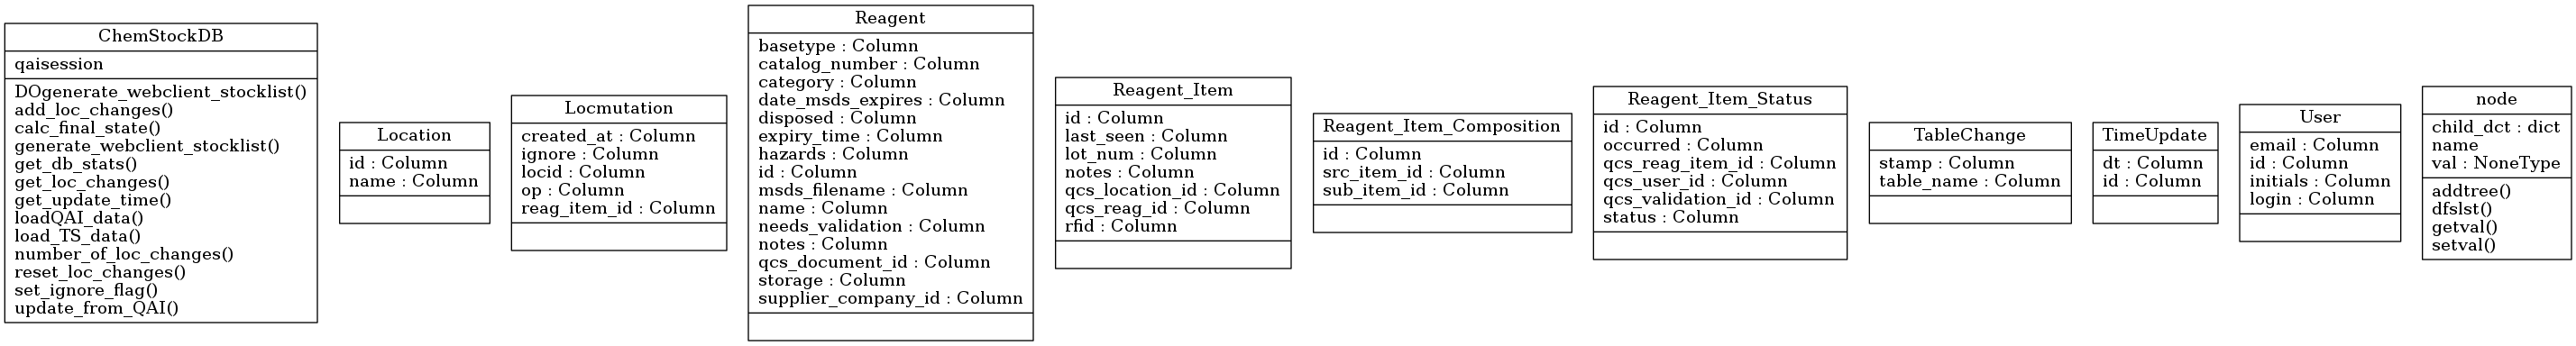 ChemStockDB
qaisession
DOgenerate_webclient_stocklist()
add_loc_changes()
calc_final_state()
generate_webclient_stocklist()
get_db_stats()
get_loc_changes()
get_update_time()
loadQAI_data()
load_TS_data()
number_of_loc_changes()
reset_loc_changes()
set_ignore_flag()
update_from_QAI()
Location
id : Column
name : Column
Locmutation
created_at : Column
ignore : Column
locid : Column
op : Column
reag_item_id : Column
Reagent
basetype : Column
catalog_number : Column
category : Column
date_msds_expires : Column
disposed : Column
expiry_time : Column
hazards : Column
id : Column
msds_filename : Column
name : Column
needs_validation : Column
notes : Column
qcs_document_id : Column
storage : Column
supplier_company_id : Column
Reagent_Item
id : Column
last_seen : Column
lot_num : Column
notes : Column
qcs_location_id : Column
qcs_reag_id : Column
rfid : Column
Reagent_Item_Composition
id : Column
src_item_id : Column
sub_item_id : Column
Reagent_Item_Status
id : Column
occurred : Column
qcs_reag_item_id : Column
qcs_user_id : Column
qcs_validation_id : Column
status : Column
TableChange
stamp : Column
table_name : Column
TimeUpdate
dt : Column
id : Column
User
email : Column
id : Column
initials : Column
login : Column
node
child_dct : dict
name
val : NoneType
addtree()
dfslst()
getval()
setval()